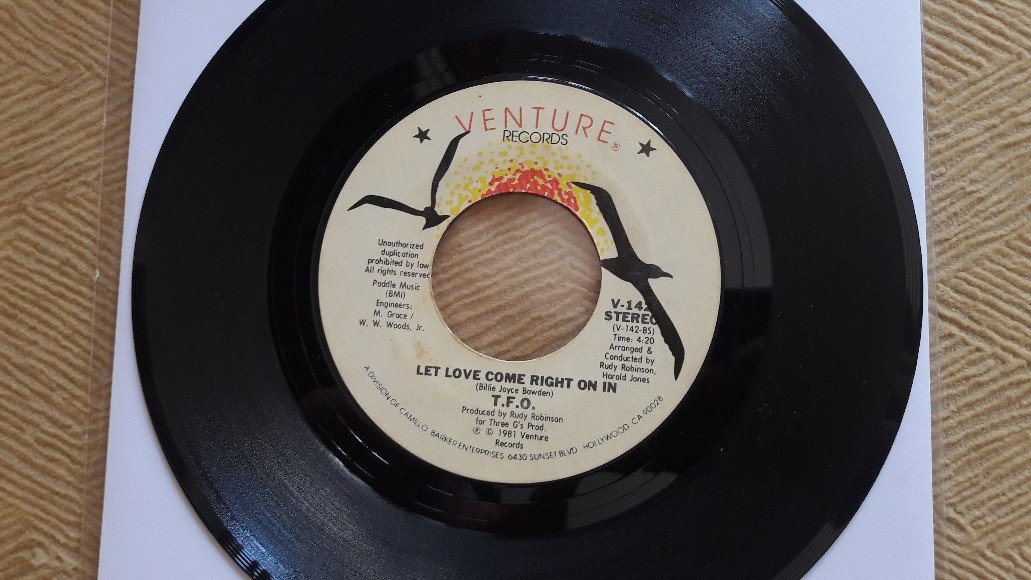 VENTURE
RECORDS ®
Unauthorized
duplication
prohibited by law
All rights reserved
Paddle Music
(BMI)
Engineers:
M. Grace /
W. W. Woods, Jr.
V-142
STEREO
(V-142-BS)
Time: 4:20
Arranged &
Conducted by
Rudy Robinson,
Harold Jones
LET LOVE COME RIGHT ON IN
(Billie Joyce Bowden)
T.F.O.
Produced by Rudy Robinson
for Three G's Prod.
℗ © 1981 Venture
Records
A DIVISION OF CAMILLO BARKER ENTERPRISES 6430 SUNSET BLVD HOLLYWOOD CA 90028